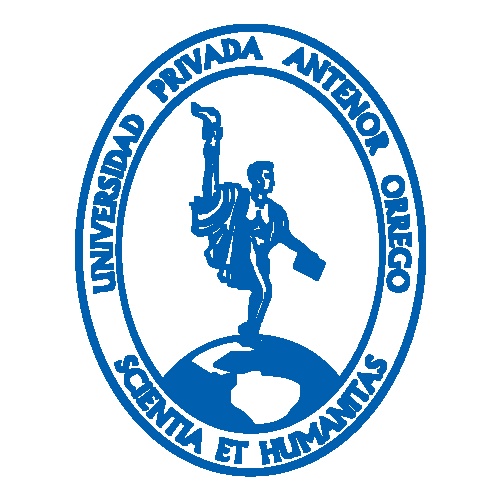 UNIVERSIDAD PRIVADA ANTENOR ORREGO
SCIENTIA ET HUMANITAS